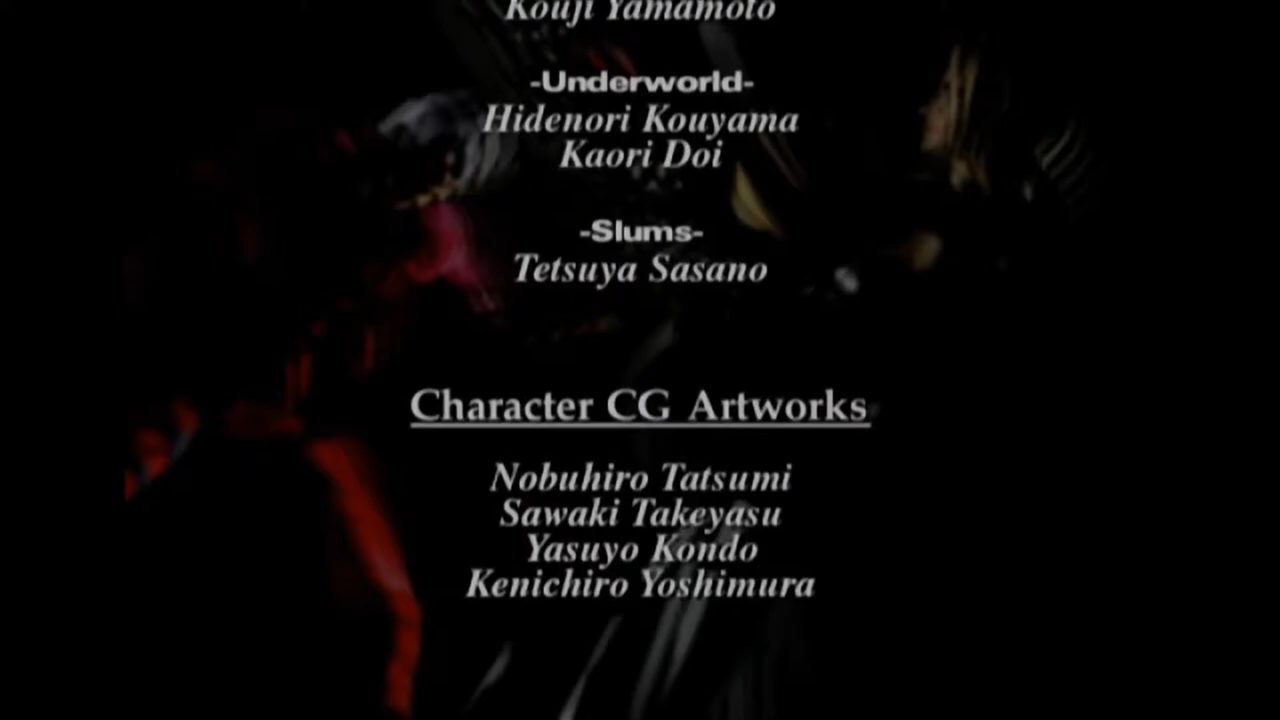 Kouji Yamamoto
-Underworld-
Hidenori Kouyama
Kaori Doi
-Slums-
Tetsuya Sasano
Character CG Artworks
Nobuhiro Tatsumi
Sawaki Takeyasu
Yasuyo Kondo
Kenichiro Yoshimura